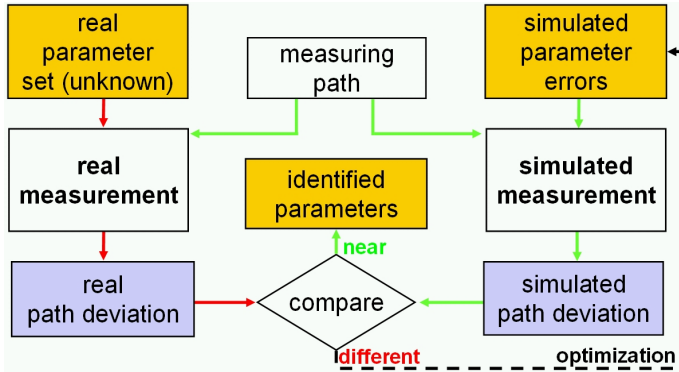 real
parameter
set (unknown)
measuring
path
simulated
parameter
errors
real
measurement
identified
parameters
simulated
measurement
near
real
path deviation
compare
simulated
path deviation
different
optimization